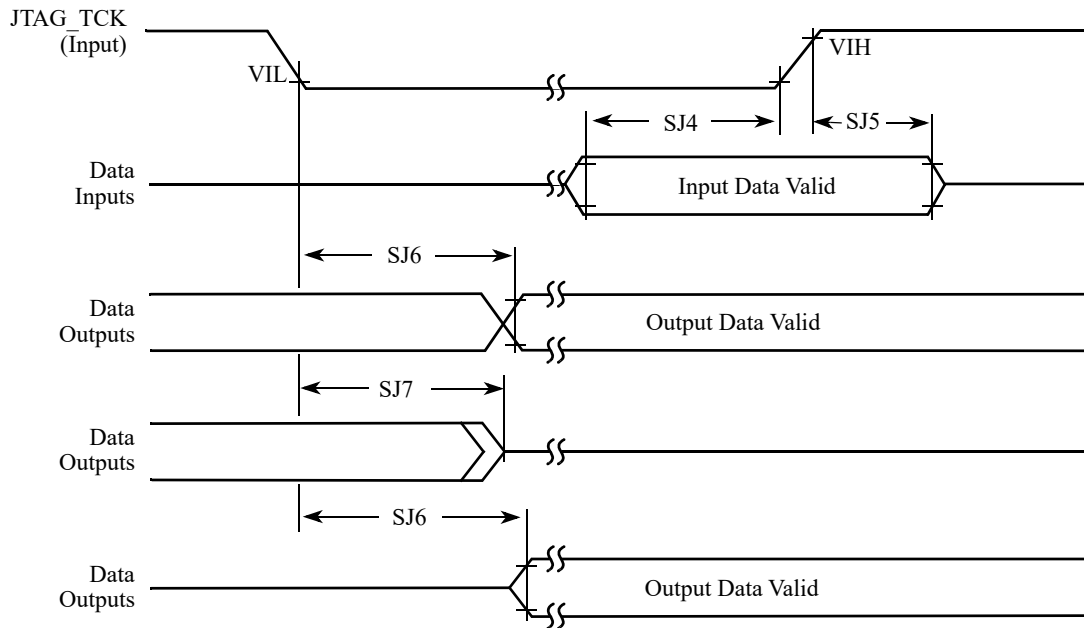 JTAG_TCK
(Input)
VIL
VIH
SJ4
SJ5
Data
Inputs
Input Data Valid
SJ6
Data
Outputs
Output Data Valid
SJ7
Data
Outputs
SJ6
Data
Outputs
Output Data Valid